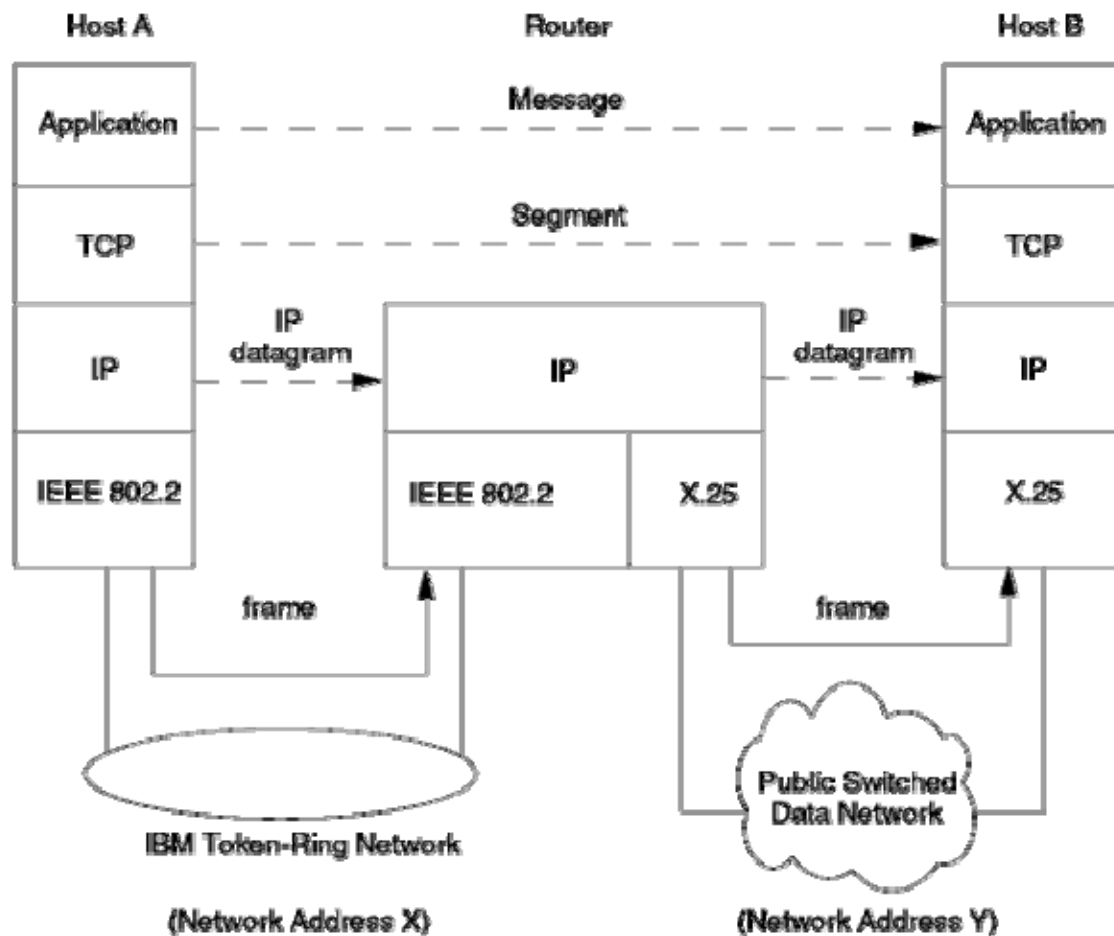 Host A
Router
Host B
Message
Application
Application
Segment
TCP
TCP
IP
datagram
IP
datagram
IP
IP
IP
IEEE 802.2
IEEE 802.2
X.25
X.25
frame
frame
Public Switched
Data Network
IBM Token-Ring Network
(Network Address X)
(Network Address Y)